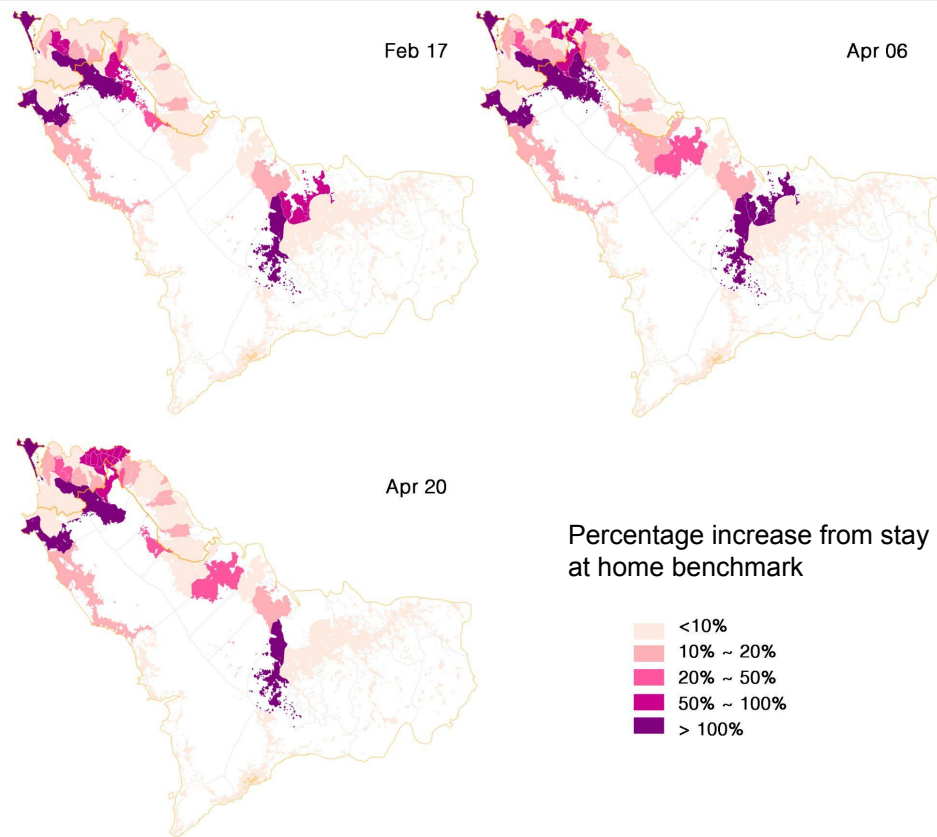 Feb 17
Apr 06
Apr 20
Percentage increase from stay
at home benchmark
<10%
10% ~ 20%
20% ~ 50%
50% ~ 100%
> 100%